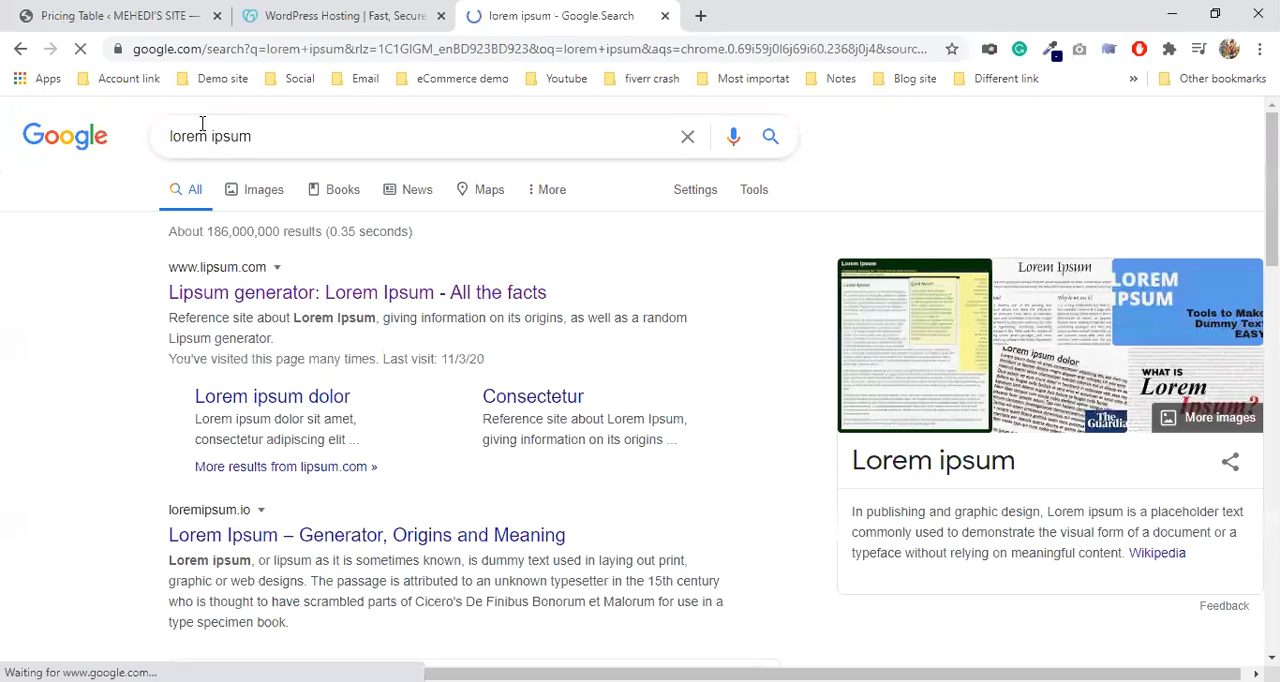 Pricing Table ‹ MEHEDI'S SITE —
WordPress Hosting | Fast, Secure
lorem ipsum - Google Search
google.com/search?q=lorem+ipsum&rlz=1C1GIGM_enBD923BD923&oq=lorem+ipsum&aqs=chrome.0.69i59j0l6j69i60.2368j0j4&sourc...
Apps
Account link
Demo site
Social
Email
eCommerce demo
Youtube
fiverr crash
Most importat
Notes
Blog site
Different link
»
Other bookmarks
Google
lorem ipsum
All
Images
Books
News
Maps
More
Settings
Tools
About 186,000,000 results (0.35 seconds)
www.lipsum.com
Lipsum generator: Lorem Ipsum - All the facts
Reference site about Lorem Ipsum, giving information on its origins, as well as a random
Lipsum generator.
You've visited this page many times. Last visit: 11/3/20
Lorem ipsum dolor
Lorem ipsum dolor sit amet,
consectetur adipiscing elit ...
Consectetur
Reference site about Lorem Ipsum,
giving information on its origins ...
More results from lipsum.com »
loremipsum.io
Lorem Ipsum – Generator, Origins and Meaning
Lorem ipsum, or lipsum as it is sometimes known, is dummy text used in laying out print,
graphic or web designs. The passage is attributed to an unknown typesetter in the 15th century
who is thought to have scrambled parts of Cicero's De Finibus Bonorum et Malorum for use in a
type specimen book.
Lorem Ipsum
Lorem Ipsum
LOREM
IPSUM
Tools to Make
Dummy Text
EASY
Lorem ipsum dolor
The
Guardia
WHAT IS
Lorem
Ipsum?
More images
Lorem ipsum
In publishing and graphic design, Lorem ipsum is a placeholder text
commonly used to demonstrate the visual form of a document or a
typeface without relying on meaningful content. Wikipedia
Feedback
Waiting for www.google.com...